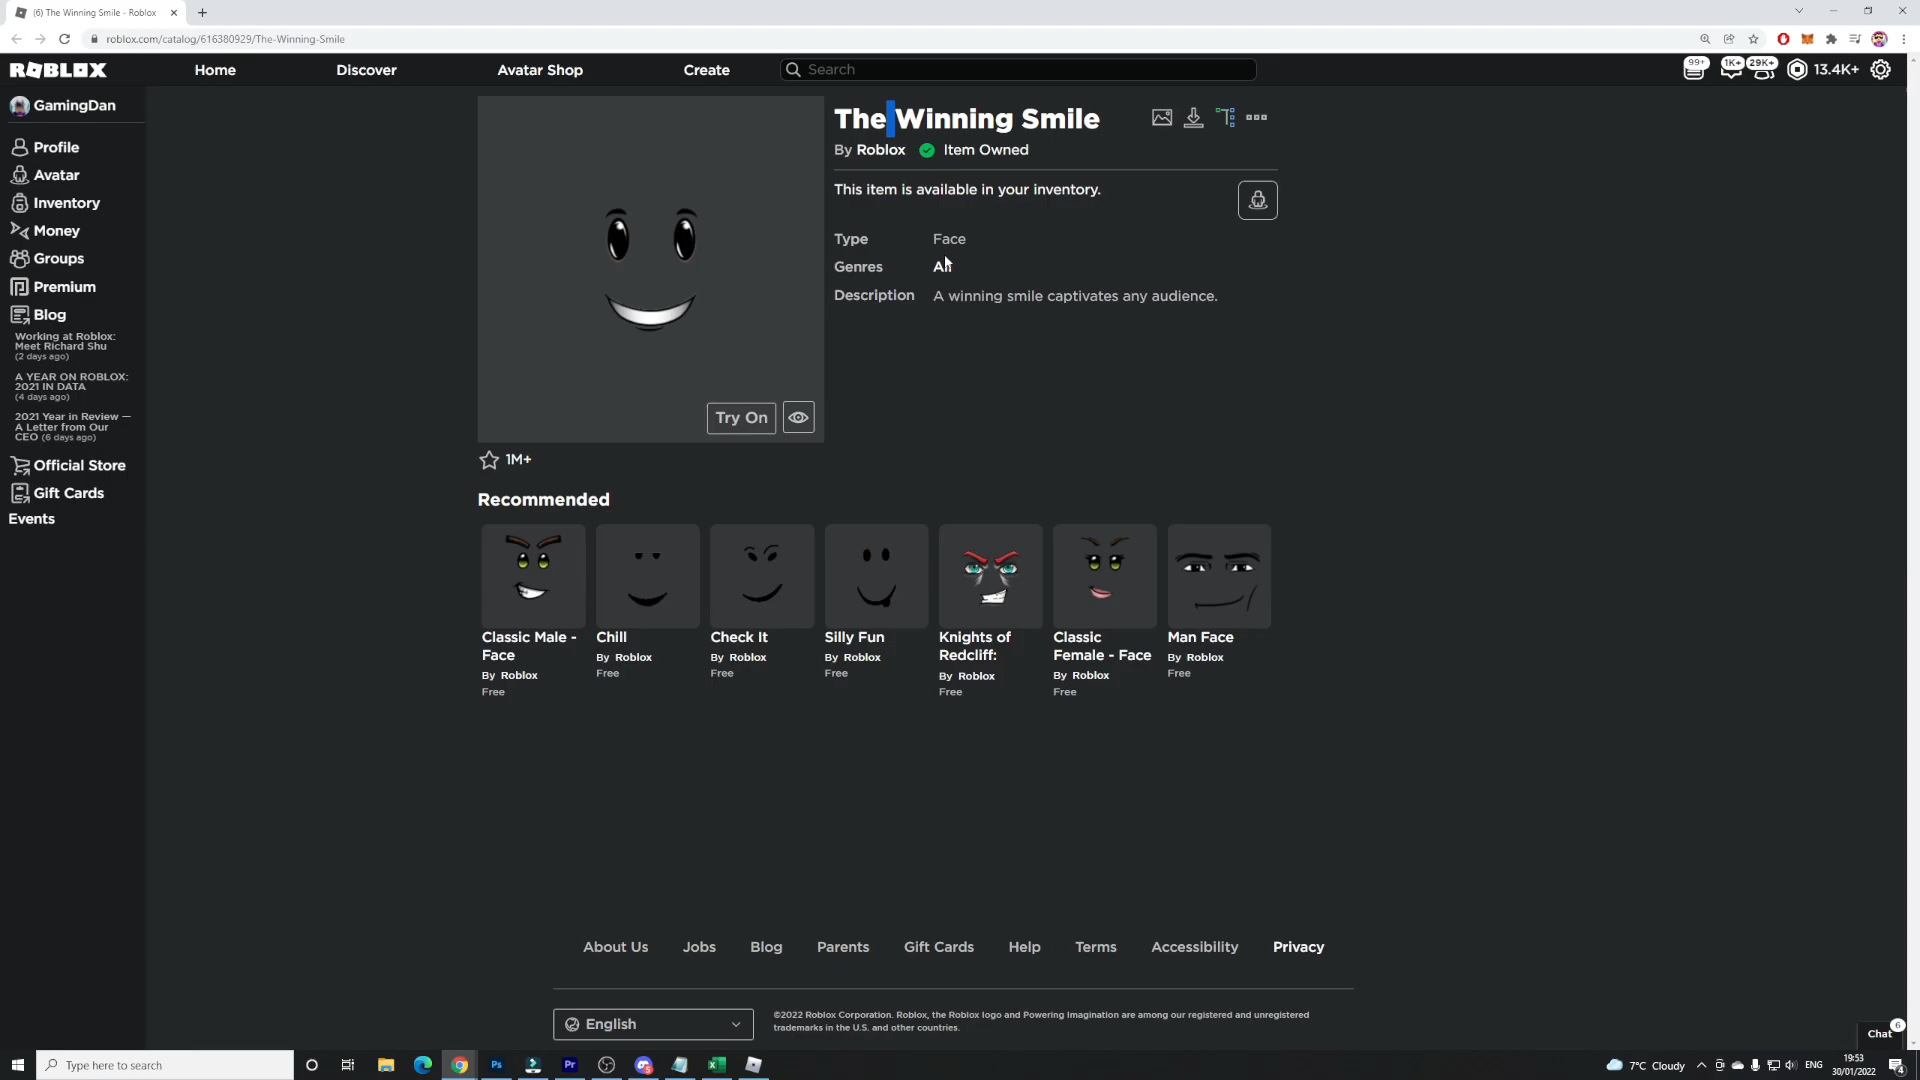 (6) The Winning Smile - Roblox
roblox.com/catalog/616380929/The-Winning-Smile
ROBLOX
Home
Discover
Avatar Shop
Create
Search
99+
1K+
29K+
13.4K+
GamingDan
Profile
Avatar
Inventory
Money
Groups
Premium
Blog
Working at Roblox:
Meet Richard Shu
(2 days ago)
A YEAR ON ROBLOX:
2021 IN DATA
(4 days ago)
2021 Year in Review —
A Letter from Our
CEO (6 days ago)
Official Store
Gift Cards
Events
The Winning Smile
By Roblox Item Owned
This item is available in your inventory.
Type Face
Genres All
Description A winning smile captivates any audience.
Try On
1M+
Recommended
Classic Male -
Face
By Roblox
Free
Chill
By Roblox
Free
Check It
By Roblox
Free
Silly Fun
By Roblox
Free
Knights of
Redcliff:
By Roblox
Free
Classic
Female - Face
By Roblox
Free
Man Face
By Roblox
Free
About Us
Jobs
Blog
Parents
Gift Cards
Help
Terms
Accessibility
Privacy
English
©2022 Roblox Corporation. Roblox, the Roblox logo and Powering Imagination are among our registered and unregistered
trademarks in the U.S. and other countries.
Chat
6
Type here to search
Ps
Pr
7°C Cloudy
ENG
19:53
30/01/2022
4